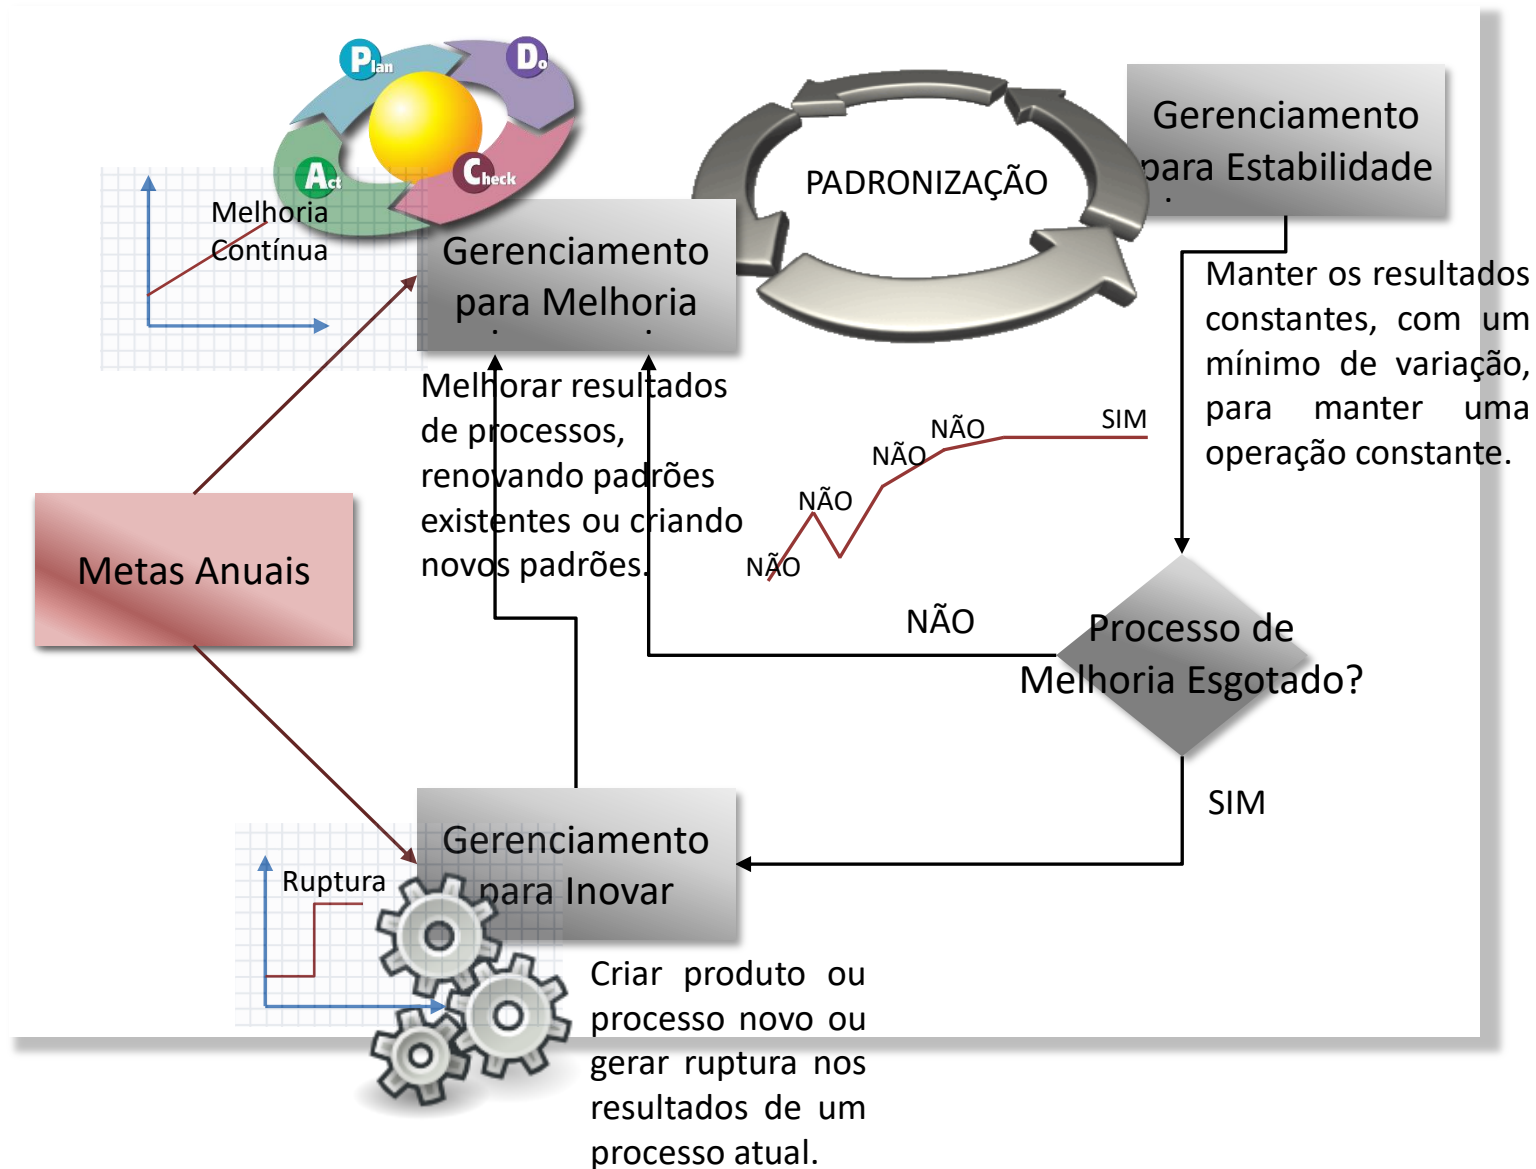 Plan
Do
Act
Check
Melhoria
Contínua
Gerenciamento
para Melhoria
PADRONIZAÇÃO
Gerenciamento
para Estabilidade
Manter os resultados
constantes, com um
mínimo de variação,
para manter uma
operação constante.
Melhorar resultados
de processos,
renovando padrões
existentes ou criando
novos padrões.
NÃO
NÃO
NÃO
NÃO
SIM
Metas Anuais
NÃO
Processo de
Melhoria Esgotado?
SIM
Gerenciamento
para Inovar
Ruptura
Criar produto ou
processo novo ou
gerar ruptura nos
resultados de um
processo atual.